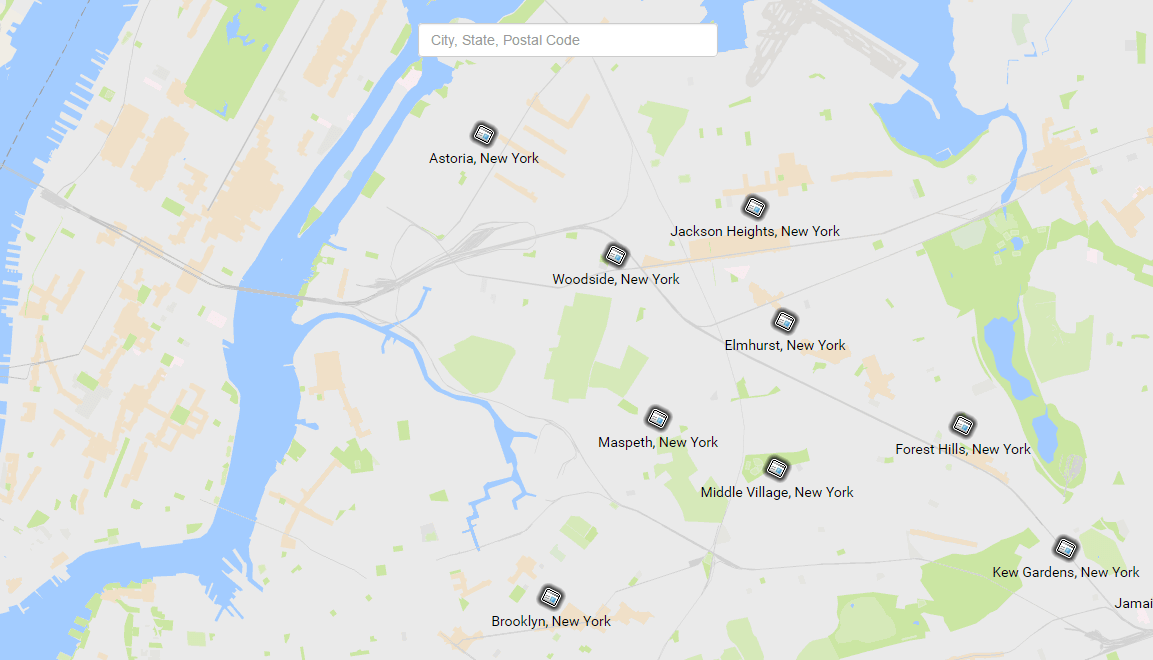 City, State, Postal Code
Astoria, New York
Jackson Heights, New York
Woodside, New York
Elmhurst, New York
Maspeth, New York
Forest Hills, New York
Middle Village, New York
Kew Gardens, New York
Jamai
Brooklyn, New York